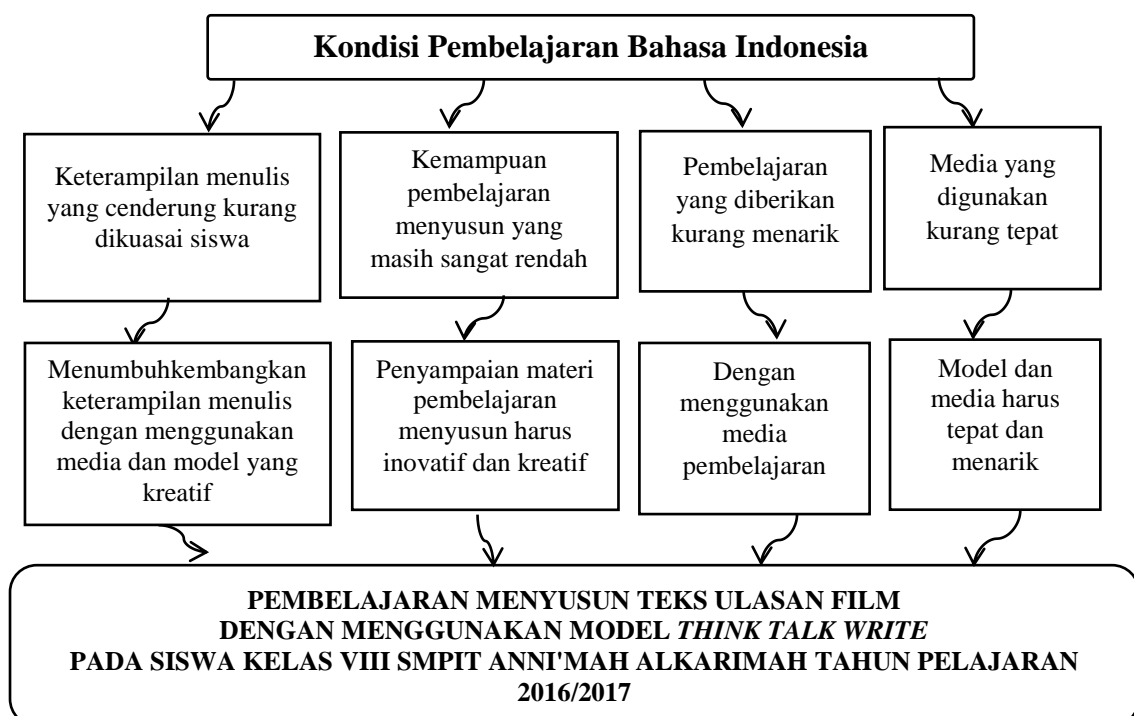 Kondisi Pembelajaran Bahasa Indonesia
Keterampilan menulis
yang cenderung kurang
dikuasai siswa
Kemampuan
pembelajaran
menyusun yang
masih sangat rendah
Pembelajaran
yang diberikan
kurang menarik
Media yang
digunakan
kurang tepat
Menumbuhkembangkan
keterampilan menulis
dengan menggunakan
media dan model yang
kreatif
Penyampaian materi
pembelajaran
menyusun harus
inovatif dan kreatif
Dengan
menggunakan
media
pembelajaran
Model dan
media harus
tepat dan
menarik
PEMBELAJARAN MENYUSUN TEKS ULASAN FILM
DENGAN MENGGUNAKAN MODEL THINK TALK WRITE
PADA SISWA KELAS VIII SMPIT ANNI'MAH ALKARIMAH TAHUN PELAJARAN
2016/2017